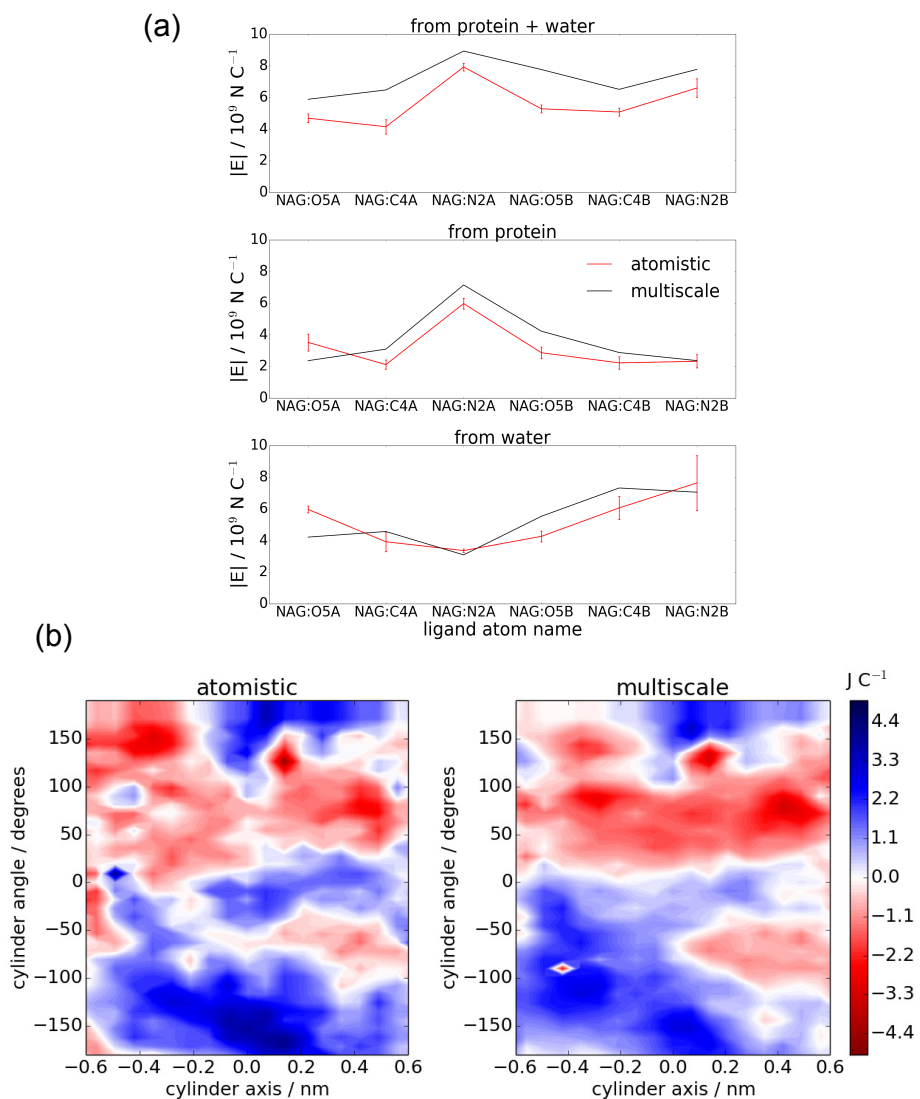 (a)
from protein + water
10
8
6
4
2
0
|E| / 10⁹ N C⁻¹
NAG:O5A NAG:C4A NAG:N2A NAG:O5B NAG:C4B NAG:N2B
from protein
10
8
6
4
2
0
|E| / 10⁹ N C⁻¹
atomistic
multiscale
NAG:O5A NAG:C4A NAG:N2A NAG:O5B NAG:C4B NAG:N2B
from water
10
8
6
4
2
0
|E| / 10⁹ N C⁻¹
NAG:O5A NAG:C4A NAG:N2A NAG:O5B NAG:C4B NAG:N2B
ligand atom name
(b)
atomistic
150
100
50
0
−50
−100
−150
cylinder angle / degrees
−0.6 −0.4 −0.2 0.0 0.2 0.4 0.6
cylinder axis / nm
multiscale
150
100
50
0
−50
−100
−150
cylinder angle / degrees
−0.6 −0.4 −0.2 0.0 0.2 0.4 0.6
cylinder axis / nm
J C⁻¹
4.4
3.3
2.2
1.1
0.0
−1.1
−2.2
−3.3
−4.4